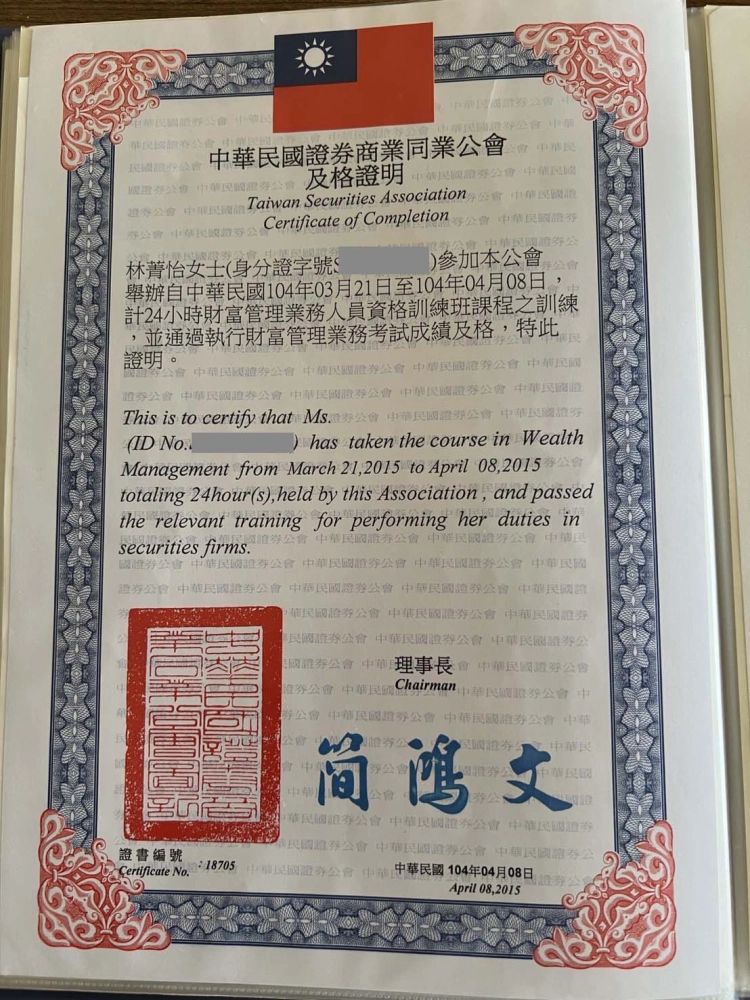 中華民國證券商業同業公會
及格證明
Taiwan Securities Association
Certificate of Completion
林菁怡女士(身分證字號S )參加本公會
舉辦自中華民國104年03月21日至104年04月08日，
計24小時財富管理業務人員資格訓練班課程之訓練
，並通過執行財富管理業務考試成績及格，特此
證明。
This is to certify that Ms.
(ID No. ) has taken the course in Wealth
Management from March 21,2015 to April 08,2015
totaling 24hour(s),held by this Association , and passed
the relevant training for performing her duties in
securities firms.
理事長
Chairman
簡鴻文
證書編號
Certificate No.
: 18705
中華民國 104年04月08日
April 08,2015